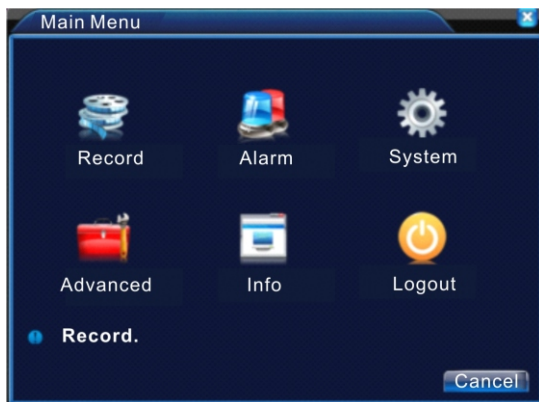 Main Menu
Record Alarm System
Advanced Info Logout
Record.
Cancel